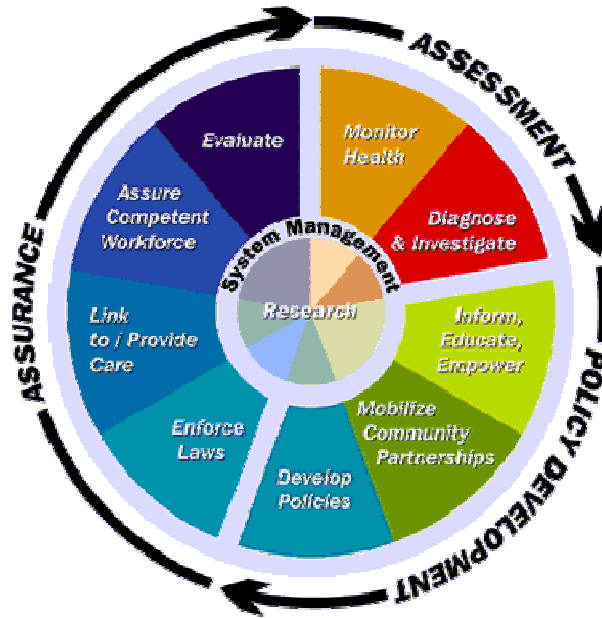 ASSESSMENT
POLICY DEVELOPMENT
ASSURANCE
Evaluate
Monitor
Health
Assure
Competent
Workforce
Diagnose
& Investigate
System Management
Research
Link
to / Provide
Care
Inform,
Educate,
Empower
Enforce
Laws
Mobilize
Community
Partnerships
Develop
Policies